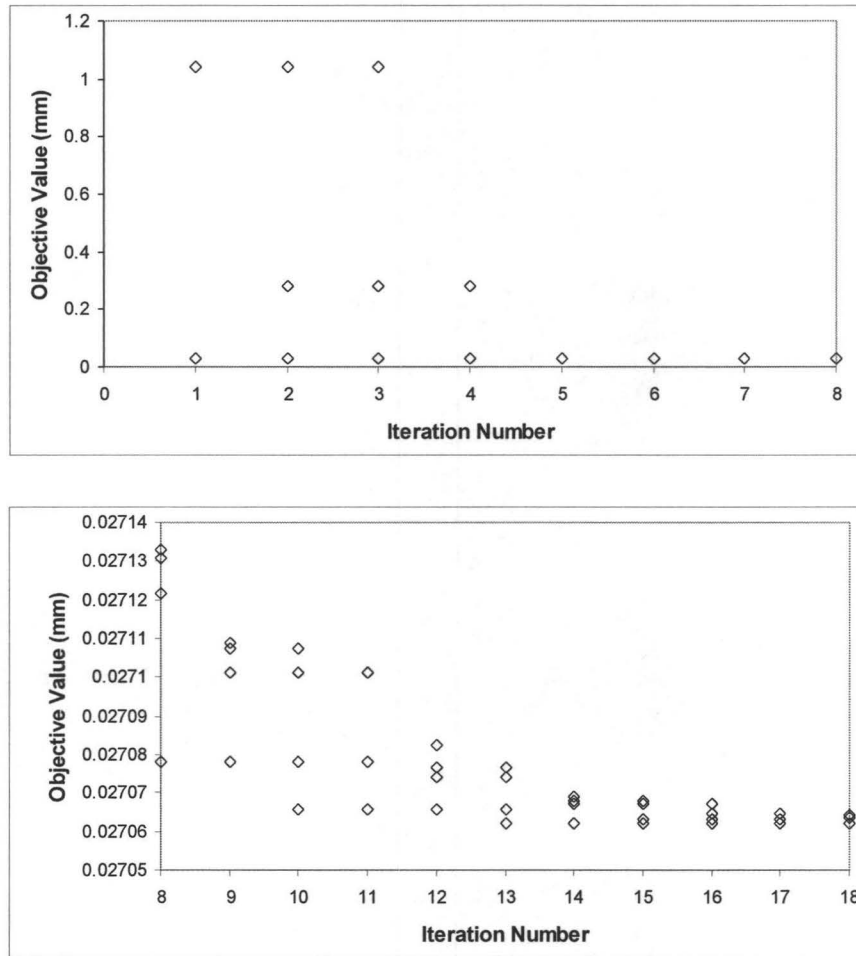 1.2
1
0.8
0.6
0.4
0.2
0
Objective Value (mm)
0 1 2 3 4 5 6 7 8
Iteration Number
0.02714
0.02713
0.02712
0.02711
0.0271
0.02709
0.02708
0.02707
0.02706
0.02705
Objective Value (mm)
8 9 10 11 12 13 14 15 16 17 18
Iteration Number